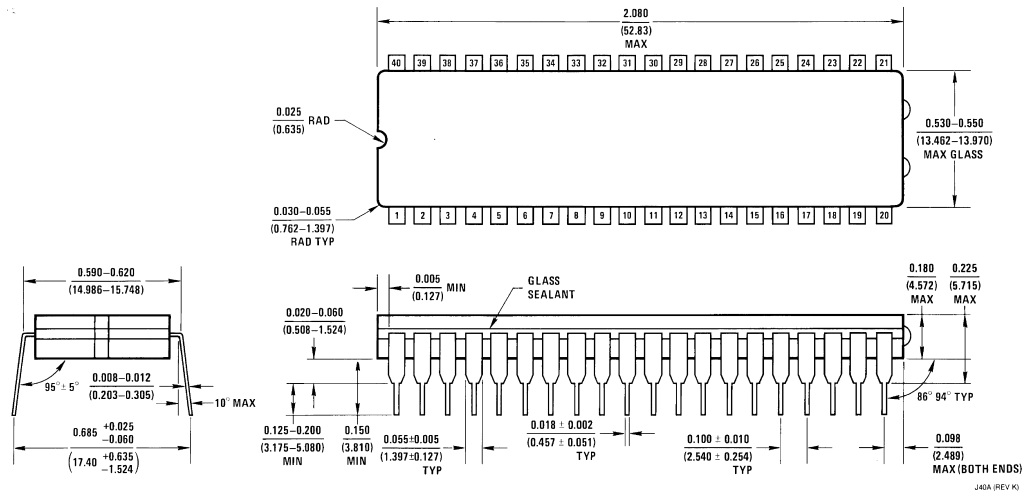 2.080
(52.83)
MAX
40 39 38 37 36 35 34 33 32 31 30 29 28 27 26 25 24 23 22 21
0.025
(0.635)
RAD
0.530–0.550
(13.462–13.970)
MAX GLASS
0.030–0.055
(0.762–1.397)
RAD TYP
1 2 3 4 5 6 7 8 9 10 11 12 13 14 15 16 17 18 19 20
0.590–0.620
(14.986–15.748)
0.005
(0.127)
MIN
GLASS
SEALANT
0.180
(4.572)
MAX
0.225
(5.715)
MAX
0.020–0.060
(0.508–1.524)
95° ± 5°
0.008–0.012
(0.203–0.305)
10° MAX
86° 94° TYP
0.685 +0.025
–0.060
(17.40 +0.635
–1.524)
0.125–0.200
(3.175–5.080)
MIN
0.150
(3.810)
MIN
0.055±0.005
(1.397±0.127)
TYP
0.018 ± 0.002
(0.457 ± 0.051)
TYP
0.100 ± 0.010
(2.540 ± 0.254)
TYP
0.098
(2.489)
MAX (BOTH ENDS)
J40A (REV K)